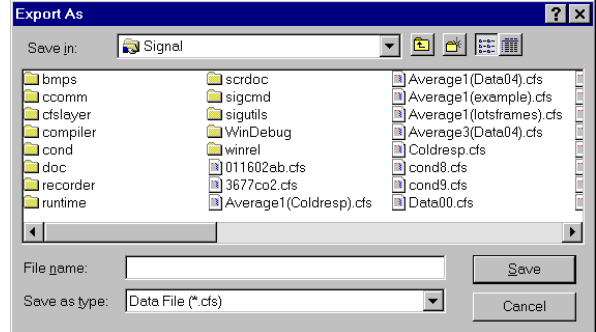 Export As
Save in: Signal
bmps
ccomm
cfslayer
compiler
cond
doc
recorder
runtime
scrdoc
sigcmd
sigutils
WinDebug
winrel
011602ab.cfs
3677co2.cfs
Average1(Coldresp).cfs
Average1(Data04).cfs
Average1(example).cfs
Average1(lotsframes).cfs
Average3(Data04).cfs
Coldresp.cfs
cond8.cfs
cond9.cfs
Data00.cfs
File name:
Save
Save as type: Data File (*.cfs)
Cancel